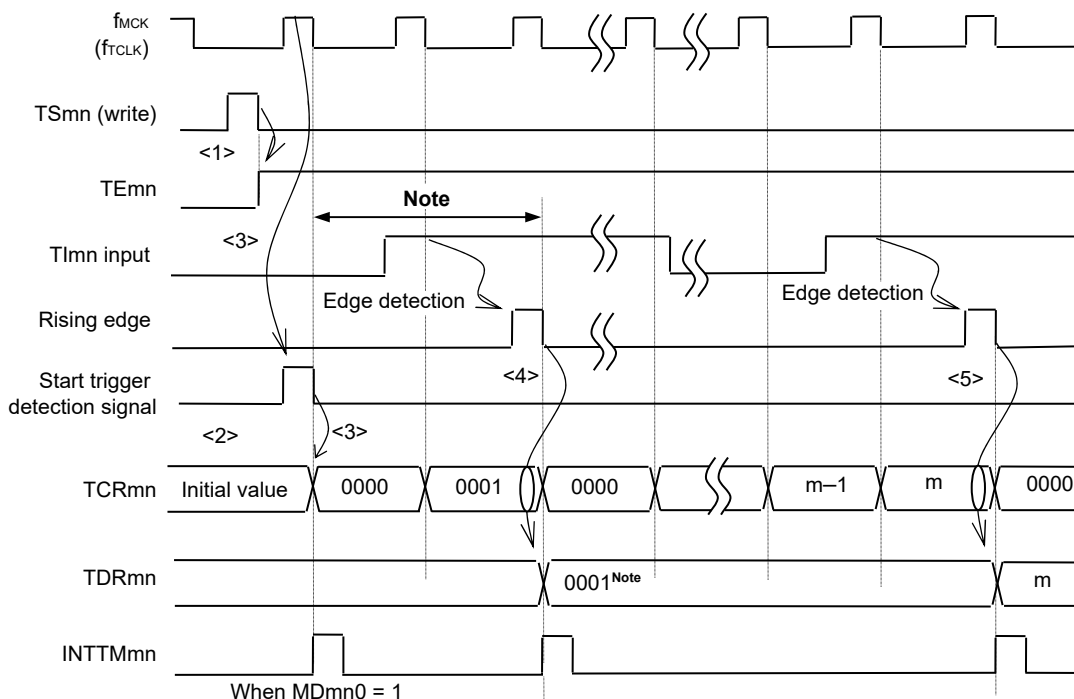 fMCK
(fTCLK)
TSmn (write)
<1>
TEmn
Note
<3>
TImn input
Edge detection
Edge detection
Rising edge
<4>
<5>
Start trigger
detection signal
<2>
<3>
TCRmn
Initial value
0000
0001
0000
m–1
m
0000
TDRmn
0001Note
m
INTTMmn
When MDmn0 = 1